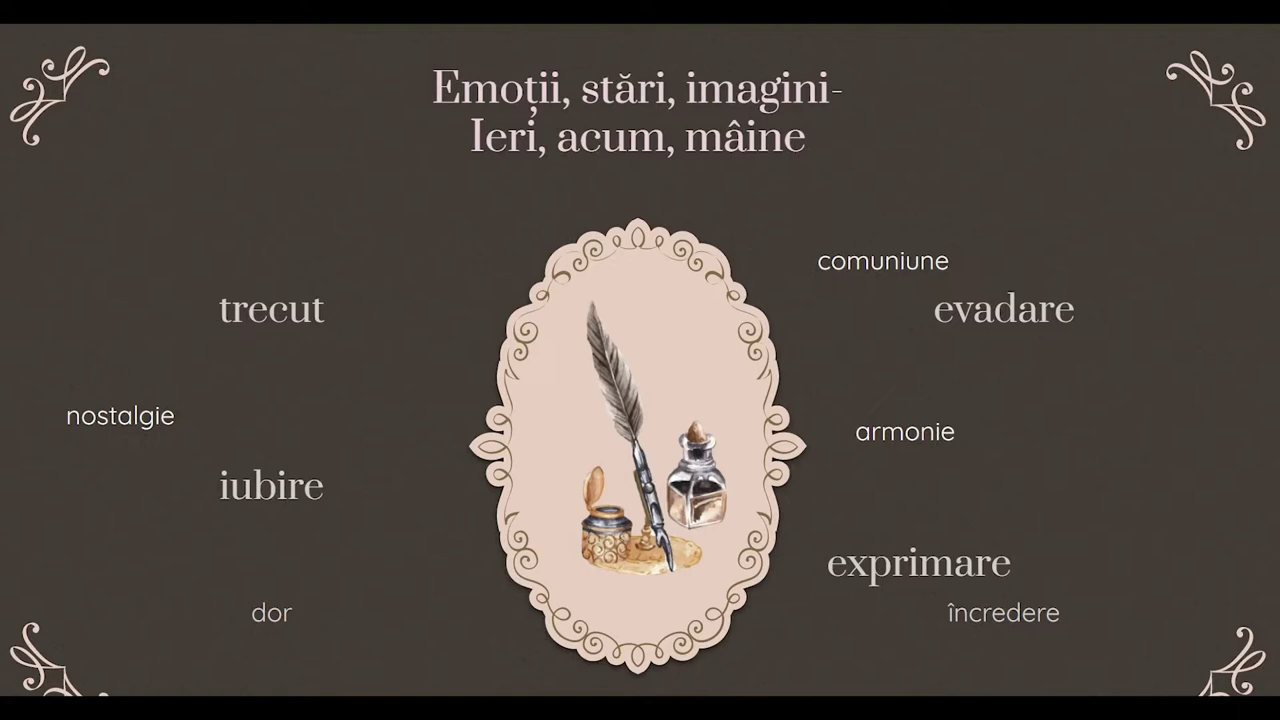 Emoții, stări, imagini-
Ieri, acum, mâine
trecut
nostalgie
iubire
dor
comuniune
evadare
armonie
exprimare
încredere